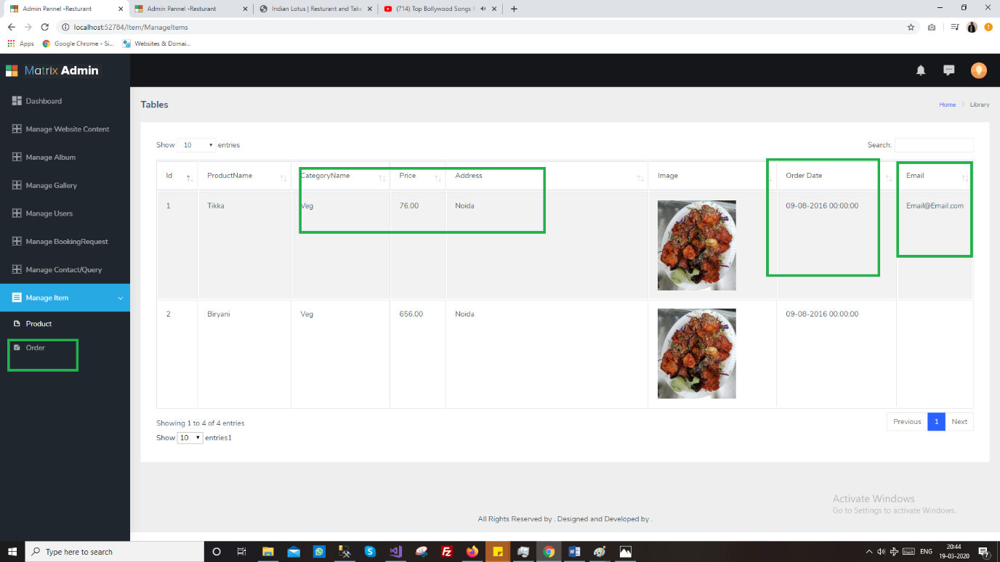 Admin Pannel -Resturant
Admin Pannel -Resturant
Indian Lotus | Resturant and Take
(714) Top Bollywood Songs
localhost:52784/Item/ManageItems
Apps
Google Chrome - Si...
Websites & Domai...
Matrix Admin
Dashboard
Manage Website Content
Manage Album
Manage Gallery
Manage Users
Manage BookingRequest
Manage Contact/Query
Manage Item
Product
Order
Tables
Home
Library
Show 10 entries
Search:
Id ProductName CategoryName Price Address Image Order Date Email
1 Tikka Veg 76.00 Noida 09-08-2016 00:00:00 Email@Email.com
2 Biryani Veg 656.00 Noida 09-08-2016 00:00:00
Showing 1 to 4 of 4 entries
Previous 1 Next
Show 10 entries1
Activate Windows
Go to Settings to activate Windows.
All Rights Reserved by . Designed and Developed by .
Type here to search
ENG
20:44
19-03-2020
7